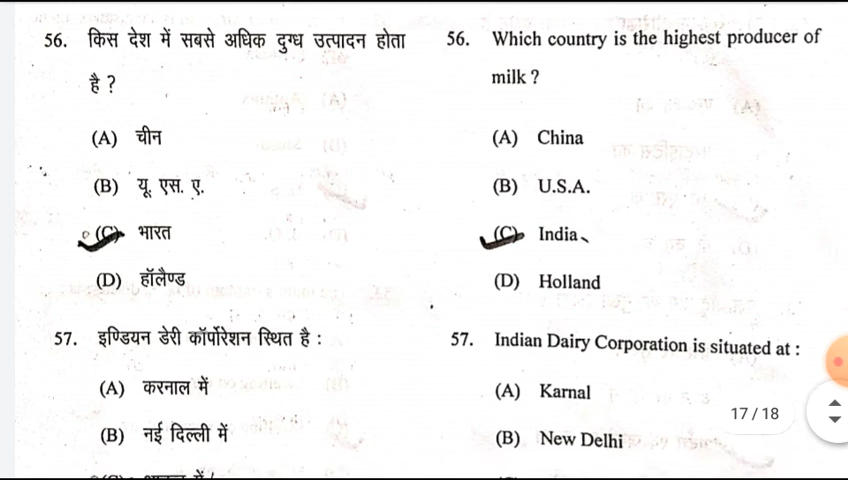 56. किस देश में सबसे अधिक दुग्ध उत्पादन होता
है ?
(A) चीन
(B) यू. एस. ए.
(C) भारत
(D) हॉलैण्ड
57. इण्डियन डेरी कॉर्पोरेशन स्थित है :
(A) करनाल में
(B) नई दिल्ली में
56. Which country is the highest producer of
milk ?
(A) China
(B) U.S.A.
(C) India
(D) Holland
57. Indian Dairy Corporation is situated at :
(A) Karnal
(B) New Delhi
17 / 18